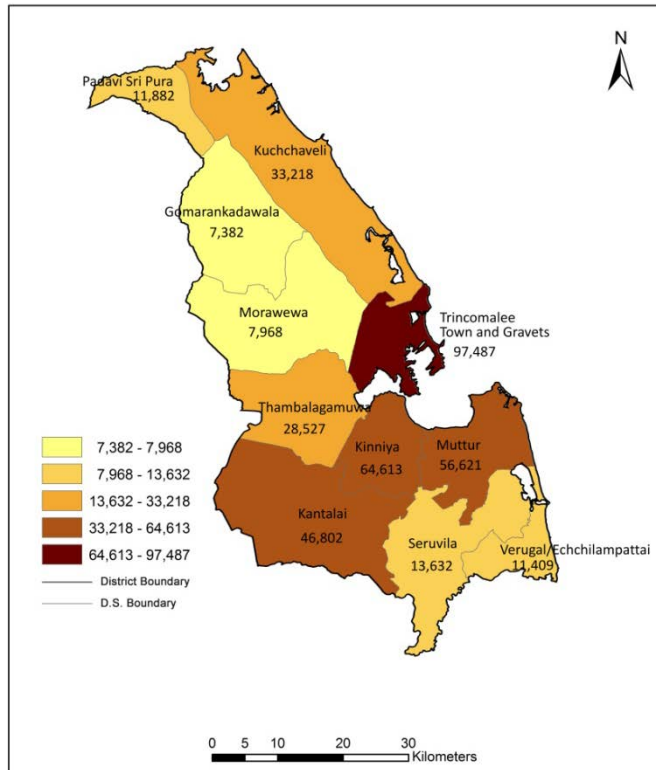 N
Padavi Sri Pura
11,882
Kuchchaveli
33,218
Gomarankadawala
7,382
Morawewa
7,968
Trincomalee
Town and Gravets
97,487
Thambalagamuwa
28,527
Kinniya
64,613
Muttur
56,621
Kantalai
46,802
Seruvila
13,632
Verugal/Echchilampattai
11,409
7,382 - 7,968
7,968 - 13,632
13,632 - 33,218
33,218 - 64,613
64,613 - 97,487
District Boundary
D.S. Boundary
0 5 10 20 30
Kilometers